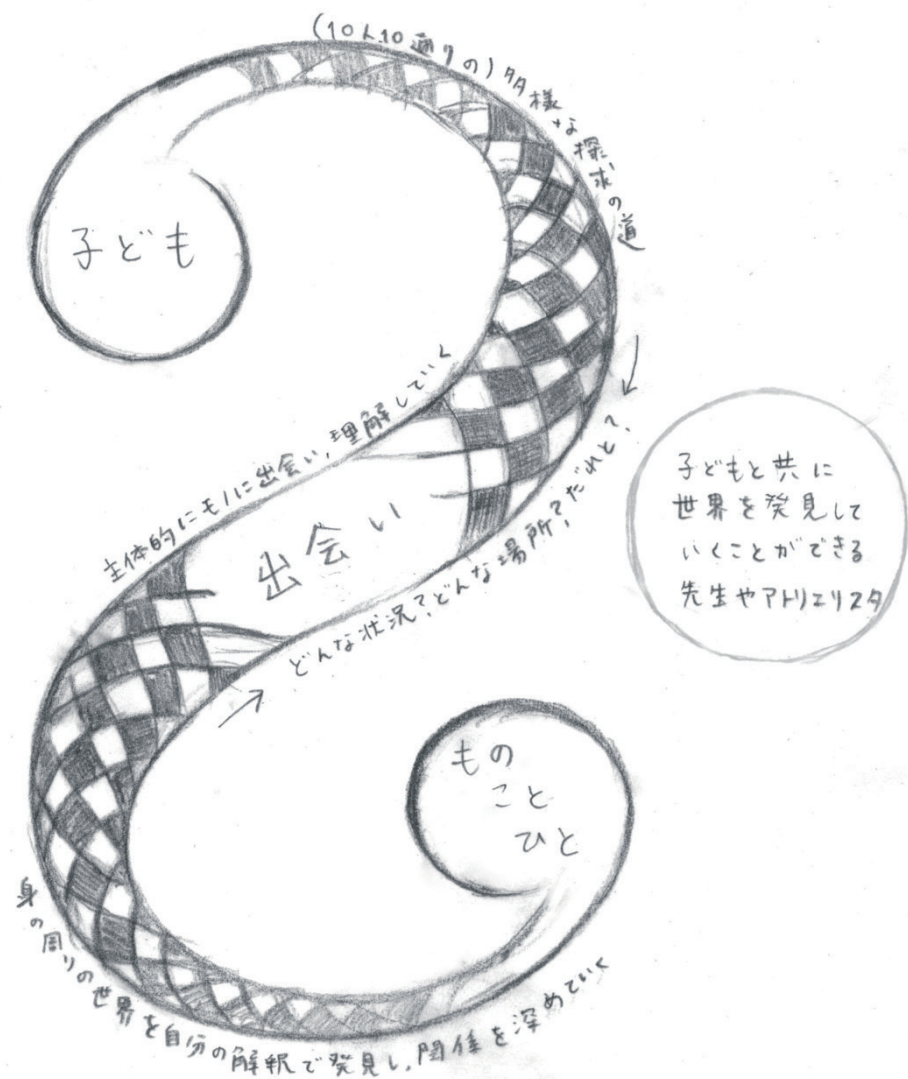 (10人10通りの)多様な探求の道
子ども
主体的にモノに出会い,理解していく
出会い
どんな状況?どんな場所?だれと?
子どもと共に
世界を発見して
いくことができる
先生やアトリエリスタ
もの
こと
ひと
身の周りの世界を自分の解釈で発見し,関係を深めていく